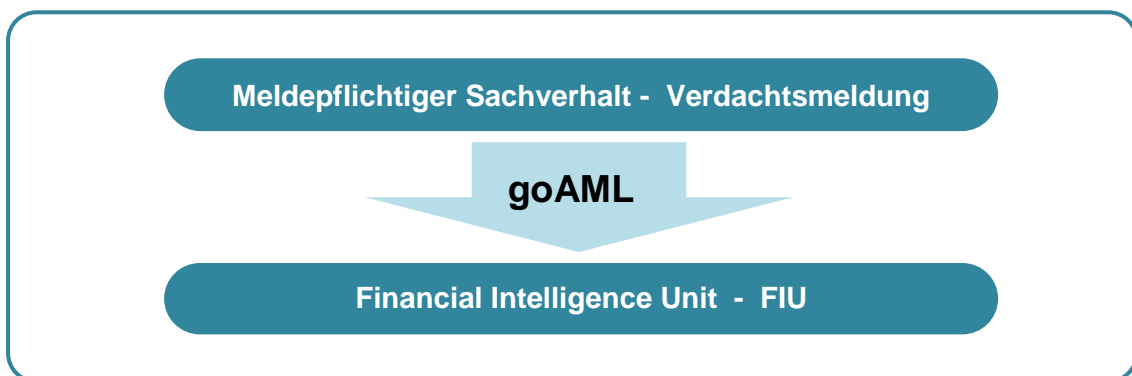 Meldepflichtiger Sachverhalt - Verdachtsmeldung
goAML
Financial Intelligence Unit - FIU